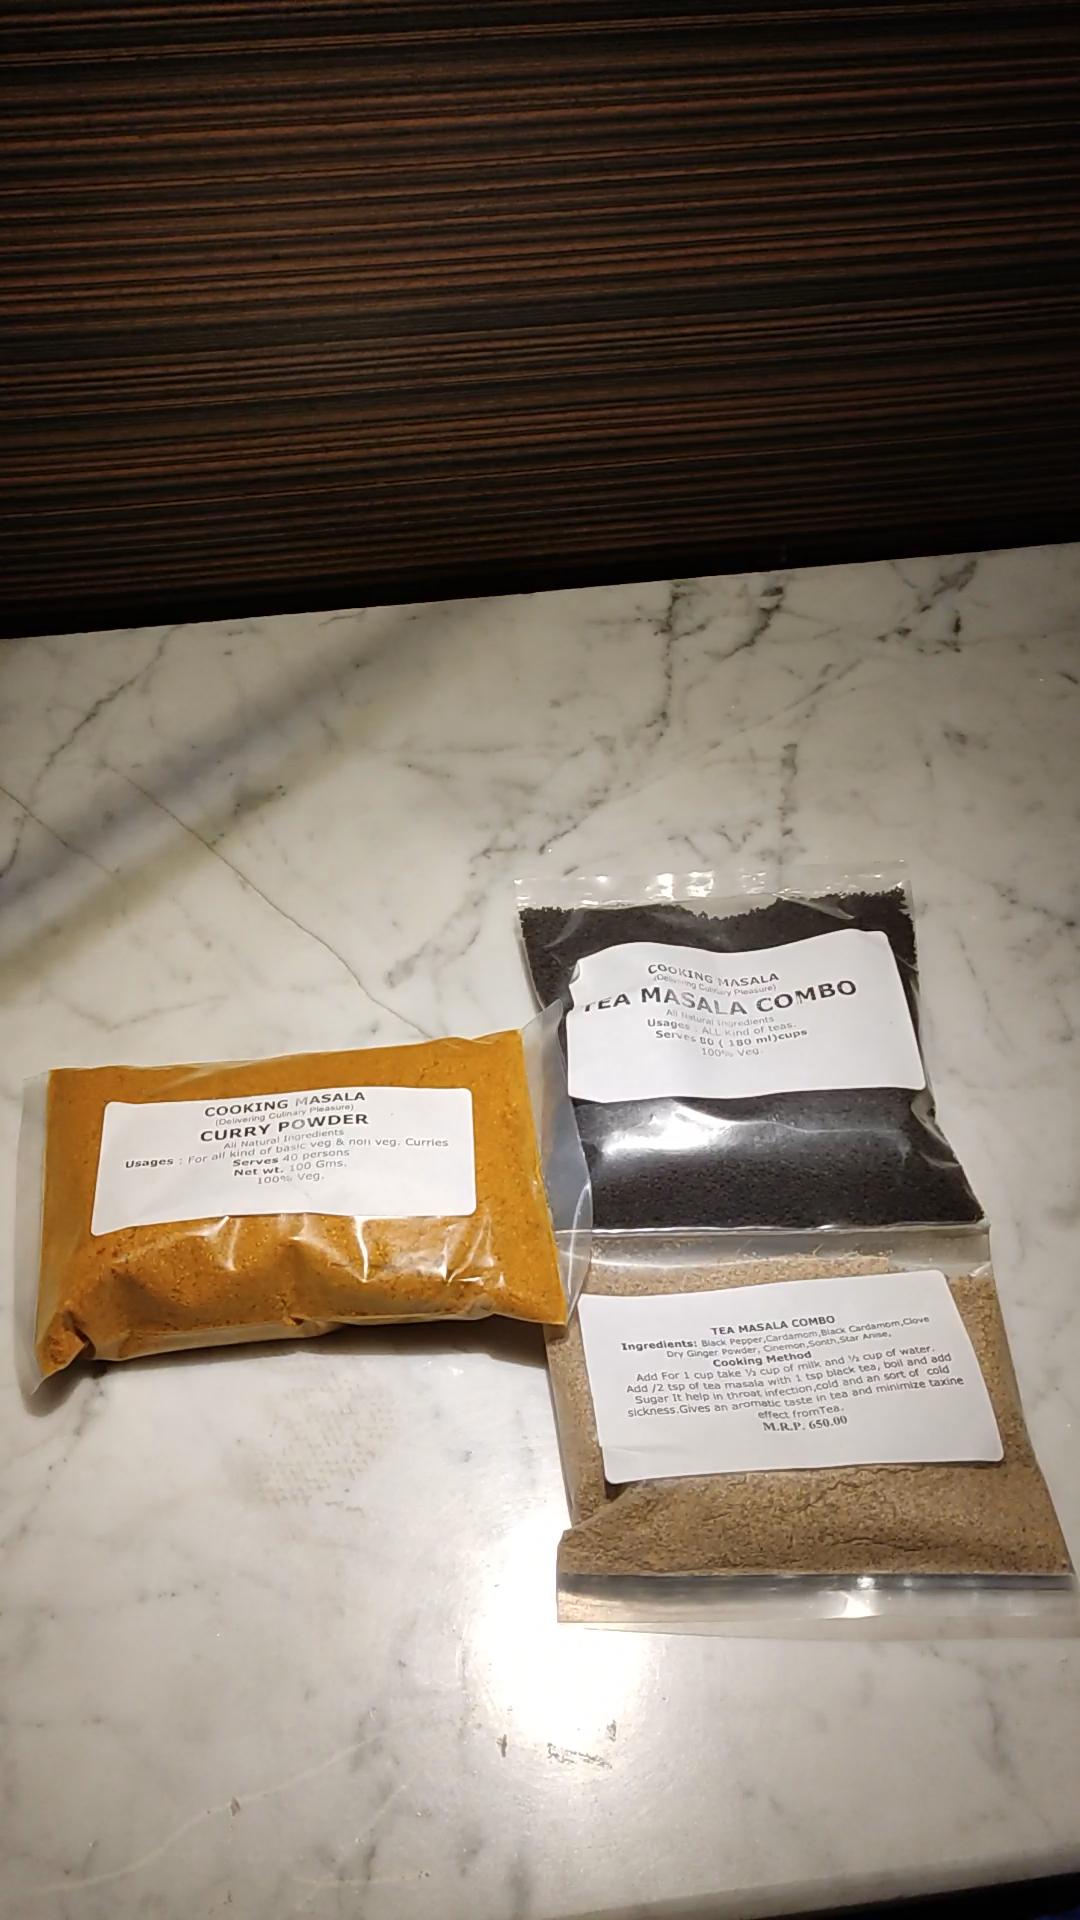 COOKING MASALA
(Delivering Culinary Pleasure)
TEA MASALA COMBO
All Natural Ingredients
Usages : ALL Kind of teas.
Serves 80 ( 180 ml)cups
100% Veg.
COOKING MASALA
(Delivering Culinary Pleasure)
CURRY POWDER
All Natural Ingredients
Usages : For all kind of basic veg & non veg. Curries
Serves 40 persons
Net wt. 100 Gms.
100% Veg.
TEA MASALA COMBO
Ingredients: Black Pepper,Cardamom,Black Cardamom,Clove
Dry Ginger Powder, Cinemon,Sonth,Star Anise,
Cooking Method
Add For 1 cup take ½ cup of milk and ½ cup of water.
Add /2 tsp of tea masala with 1 tsp black tea, boil and add
Sugar It help in throat infection,cold and an sort of cold
sickness.Gives an aromatic taste in tea and minimize taxine
effect fromTea.
M.R.P. 650.00